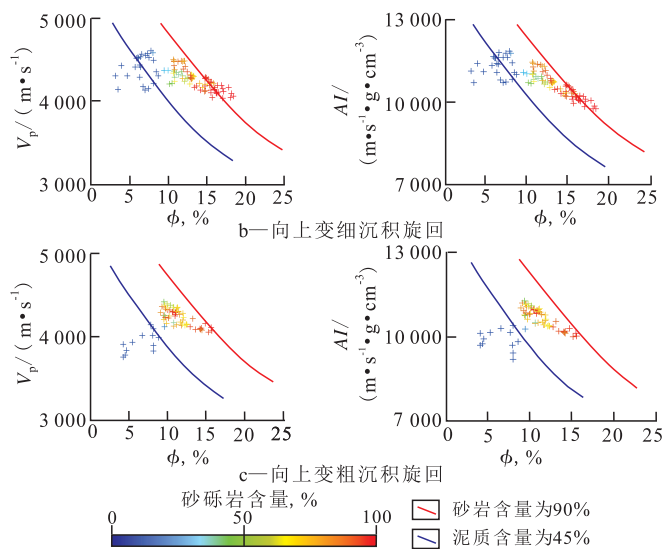 5 000
4 000
3 000
Vp/(m•s-1)
0 5 10 15 20 25
ϕ, %
13 000
10 000
7 000
AI/
(m•s-1•g•cm-3)
0 5 10 15 20 25
ϕ, %
b—向上变细沉积旋回
5 000
4 000
3 000
Vp/(m•s-1)
0 5 10 15 20 25
ϕ, %
13 000
10 000
7 000
AI/
(m•s-1•g•cm-3)
0 5 10 15 20 25
ϕ, %
c—向上变粗沉积旋回
砂砾岩含量, %
0 50 100
砂岩含量为90%
泥质含量为45%